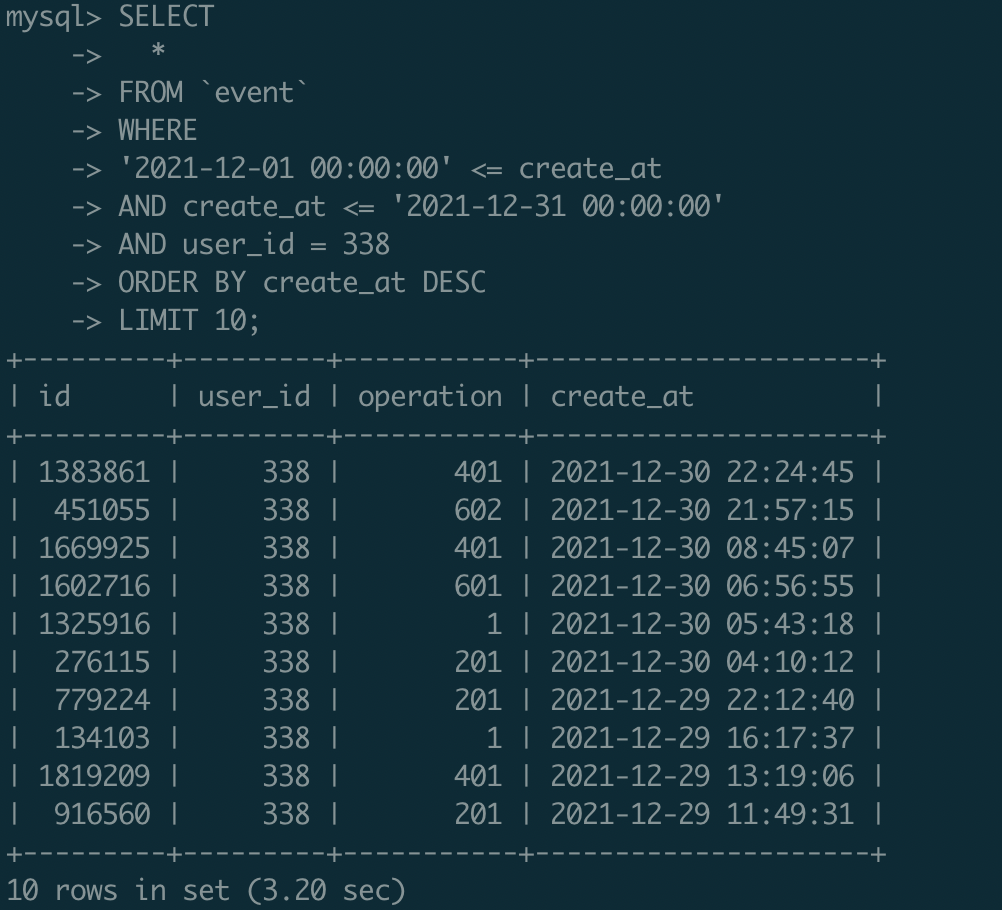 mysql> SELECT
    ->   *
    -> FROM `event`
    -> WHERE
    -> '2021-12-01 00:00:00' <= create_at
    -> AND create_at <= '2021-12-31 00:00:00'
    -> AND user_id = 338
    -> ORDER BY create_at DESC
    -> LIMIT 10;
+---------+---------+-----------+---------------------+
| id      | user_id | operation | create_at           |
+---------+---------+-----------+---------------------+
| 1383861 |     338 |       401 | 2021-12-30 22:24:45 |
|  451055 |     338 |       602 | 2021-12-30 21:57:15 |
| 1669925 |     338 |       401 | 2021-12-30 08:45:07 |
| 1602716 |     338 |       601 | 2021-12-30 06:56:55 |
| 1325916 |     338 |         1 | 2021-12-30 05:43:18 |
|  276115 |     338 |       201 | 2021-12-30 04:10:12 |
|  779224 |     338 |       201 | 2021-12-29 22:12:40 |
|  134103 |     338 |         1 | 2021-12-29 16:17:37 |
| 1819209 |     338 |       401 | 2021-12-29 13:19:06 |
|  916560 |     338 |       201 | 2021-12-29 11:49:31 |
+---------+---------+-----------+---------------------+
10 rows in set (3.20 sec)